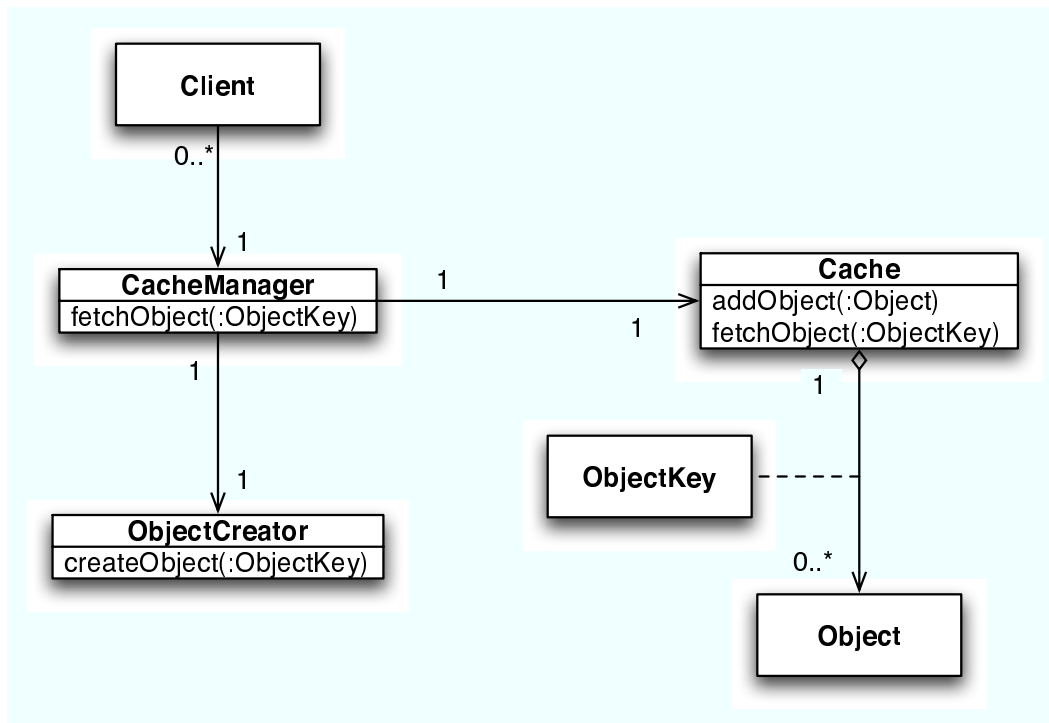 Client
0..*
1
CacheManager
fetchObject(:ObjectKey)
1
1
Cache
addObject(:Object)
fetchObject(:ObjectKey)
1
1
ObjectCreator
createObject(:ObjectKey)
1
ObjectKey
0..*
Object